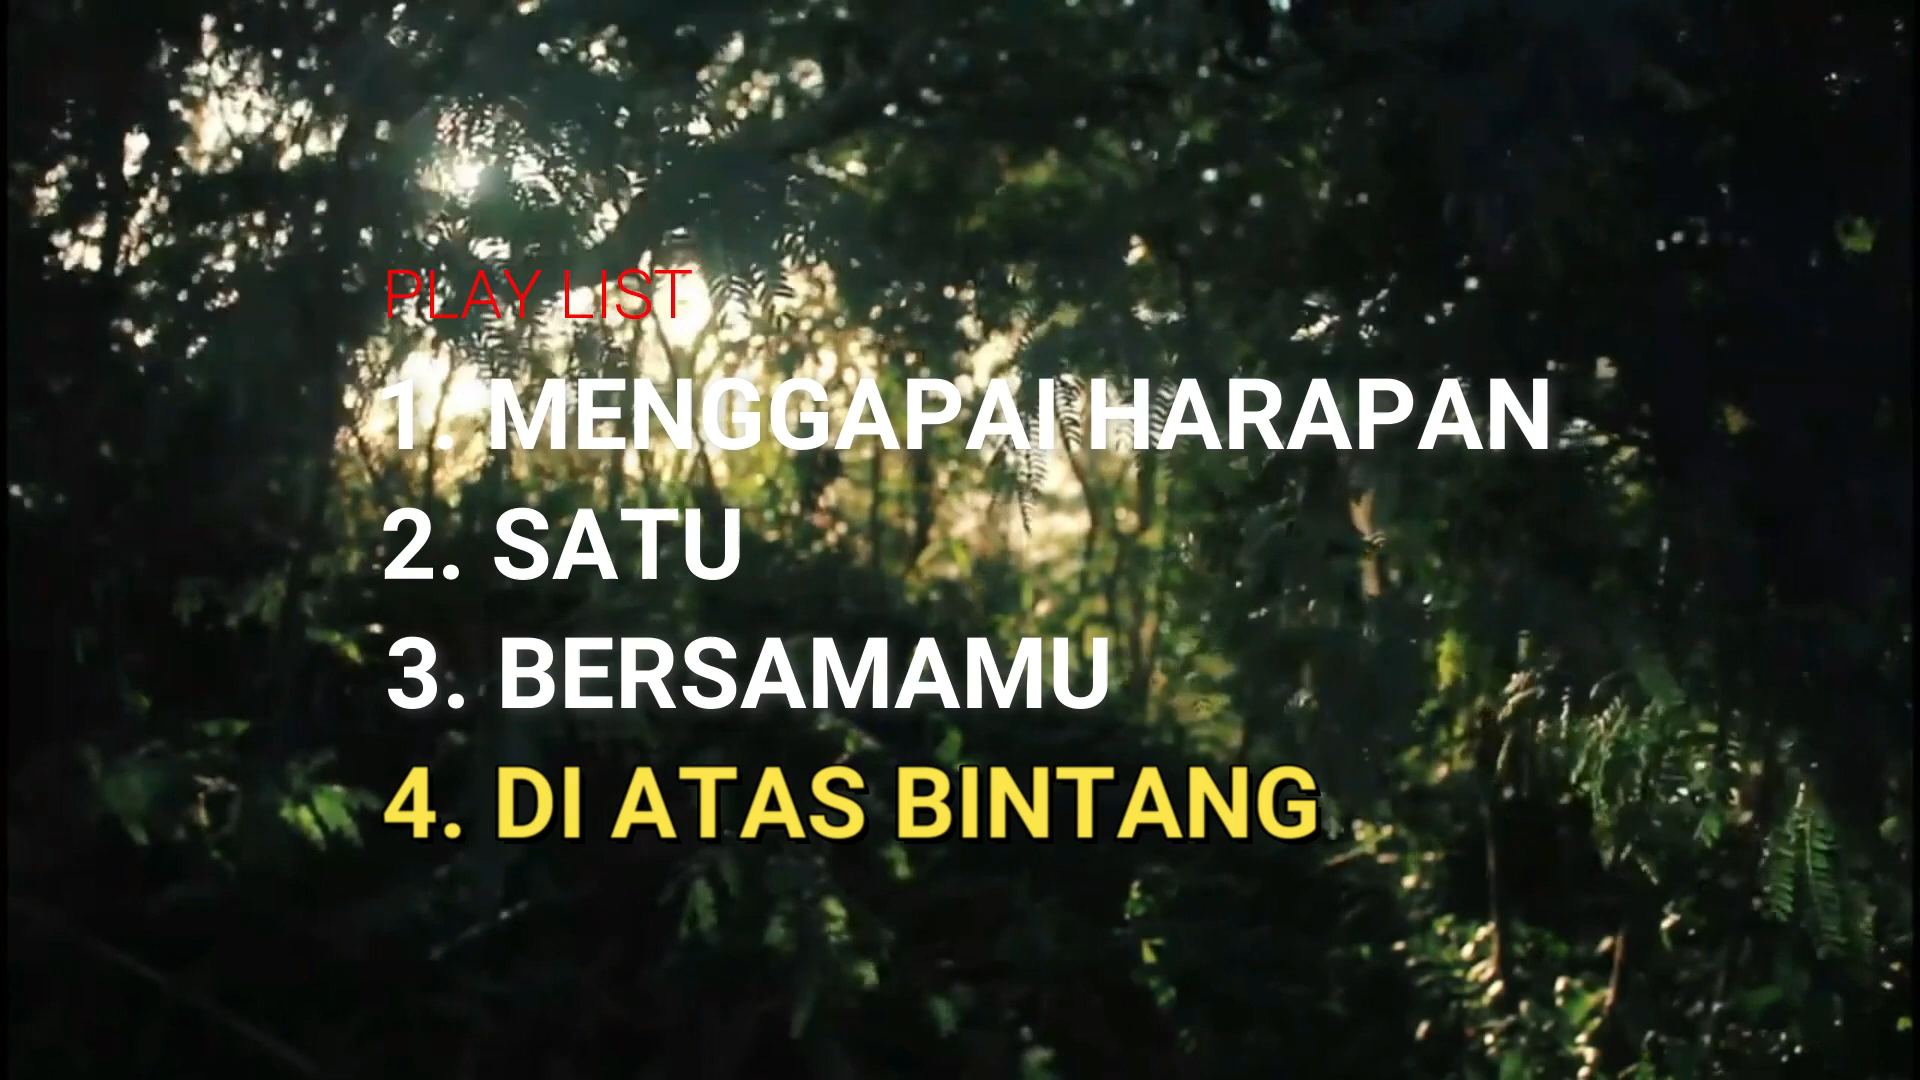 PLAY LIST
1. MENGGAPAI HARAPAN
2. SATU
3. BERSAMAMU
4. DI ATAS BINTANG